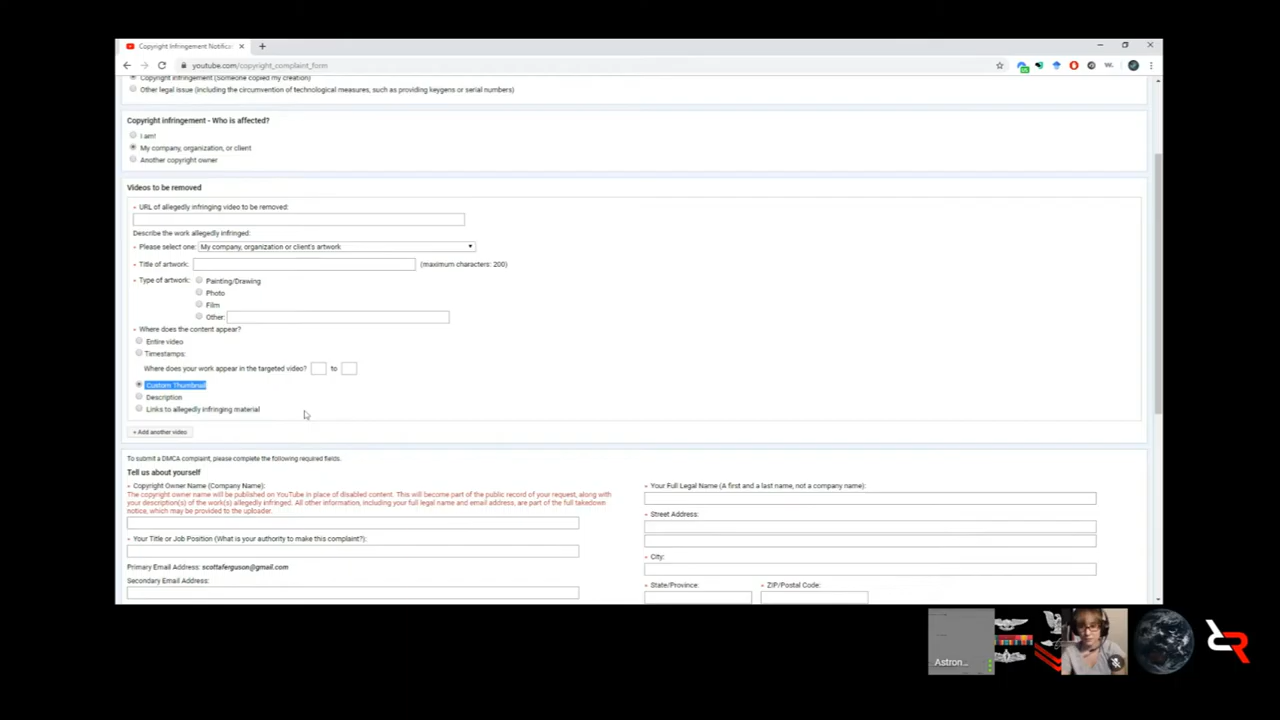 Copyright Infringement Notific
youtube.com/copyright_complaint_form
Copyright infringement (Someone copied my creation)
Other legal issue (including the circumvention of technological measures, such as providing keygens or serial numbers)
Copyright infringement - Who is affected?
I am!
My company, organization, or client
Another copyright owner
Videos to be removed
* URL of allegedly infringing video to be removed:
Describe the work allegedly infringed:
* Please select one: My company, organization or client's artwork
* Title of artwork: (maximum characters: 200)
* Type of artwork: Painting/Drawing
Photo
Film
Other:
* Where does the content appear?
Entire video
Timestamps:
Where does your work appear in the targeted video? to
Custom Thumbnail
Description
Links to allegedly infringing material
+ Add another video
To submit a DMCA complaint, please complete the following required fields.
Tell us about yourself
* Copyright Owner Name (Company Name):
The copyright owner name will be published on YouTube in place of disabled content. This will become part of the public record of your request, along with
your description(s) of the work(s) allegedly infringed. All other information, including your full legal name and email address, are part of the full takedown
notice, which may be provided to the uploader.
* Your Title or Job Position (What is your authority to make this complaint?):
Primary Email Address: scottaferguson@gmail.com
Secondary Email Address:
* Your Full Legal Name (A first and a last name, not a company name):
* Street Address:
* City:
* State/Province: * ZIP/Postal Code:
Astron...